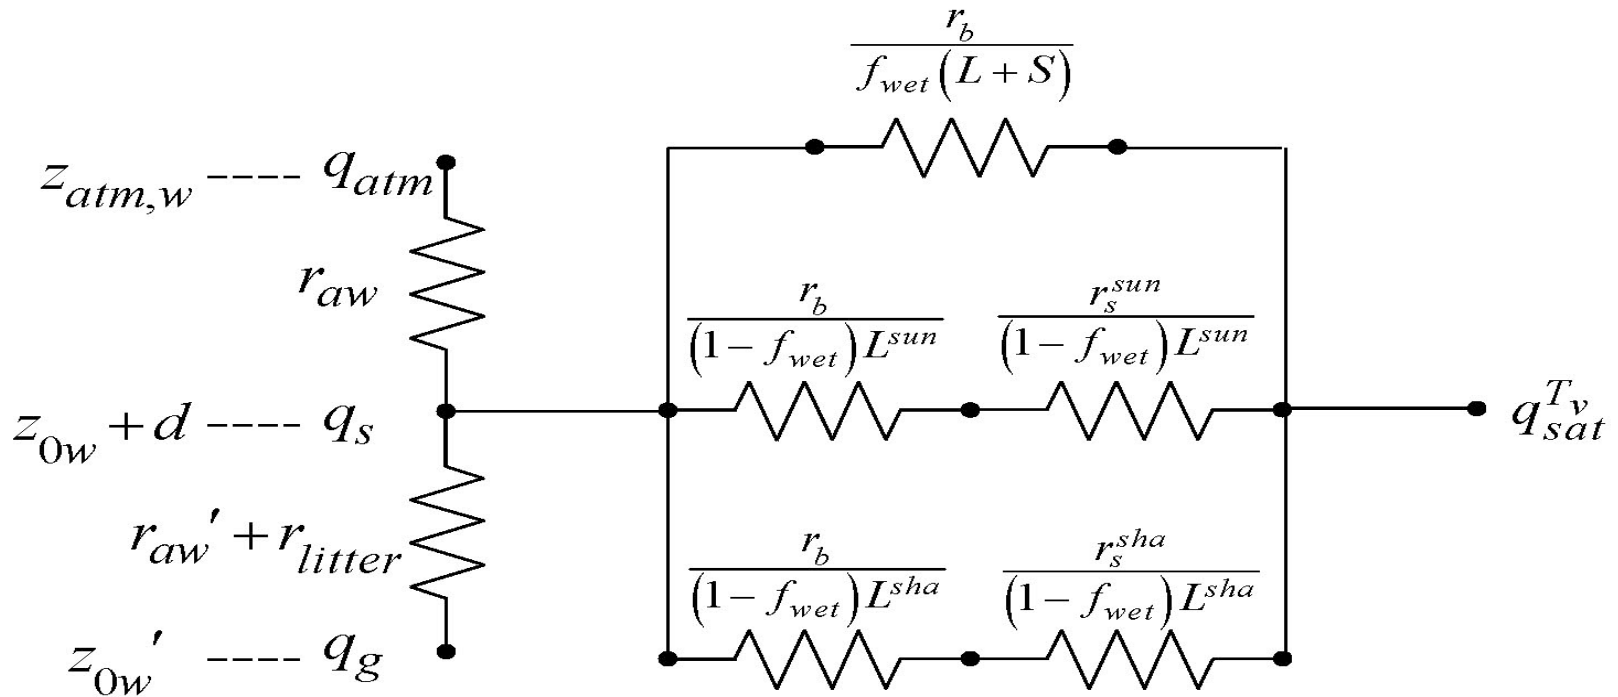 r_b / f_wet (L + S)
z_atm,w ---- q_atm
r_aw
r_b / (1 − f_wet) L^sun
r_s^sun / (1 − f_wet) L^sun
z_0w + d ---- q_s
q_sat^T_v
r_aw′ + r_litter
r_b / (1 − f_wet) L^sha
r_s^sha / (1 − f_wet) L^sha
z_0w′ ---- q_g